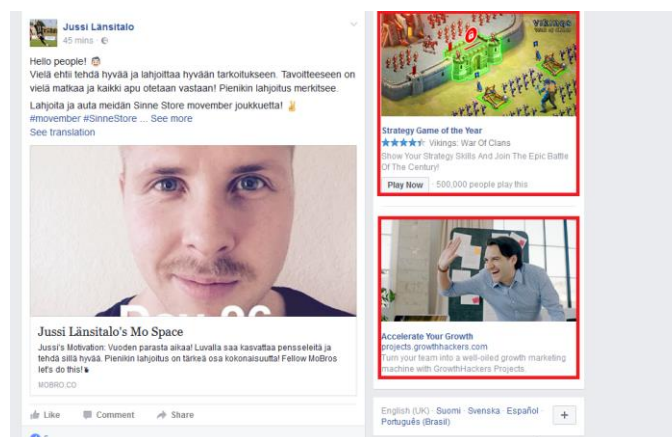 Jussi Länsitalo
45 mins ·
Hello people!
Vielä ehtii tehdä hyvää ja lahjoittaa hyvään tarkoitukseen. Tavoitteeseen on
vielä matkaa ja kaikki apu otetaan vastaan! Pienikin lahjoitus merkitsee.
Lahjoita ja auta meidän Sinne Store movember joukkuetta!
#movember #SinneStore ... See more
See translation
Jussi Länsitalo's Mo Space
Jussi's Motivation: Vuoden parasta aikaa! Luvalla saa kasvattaa pensseleitä ja
tehdä sillä hyvää. Pienikin lahjoitus on tärkeä osa kokonaisuutta! Fellow MoBros
let's do this!
MOBRO.CO
Like Comment Share
VIKINGS
Strategy Game of the Year
Vikings: War Of Clans
Show Your Strategy Skills And Join The Epic Battle
Of The Century!
Play Now · 500,000 people play this
Accelerate Your Growth
projects.growthhackers.com
Turn your team into a well-oiled growth marketing
machine with GrowthHackers Projects.
English (UK) · Suomi · Svenska · Español ·
Português (Brasil)
+